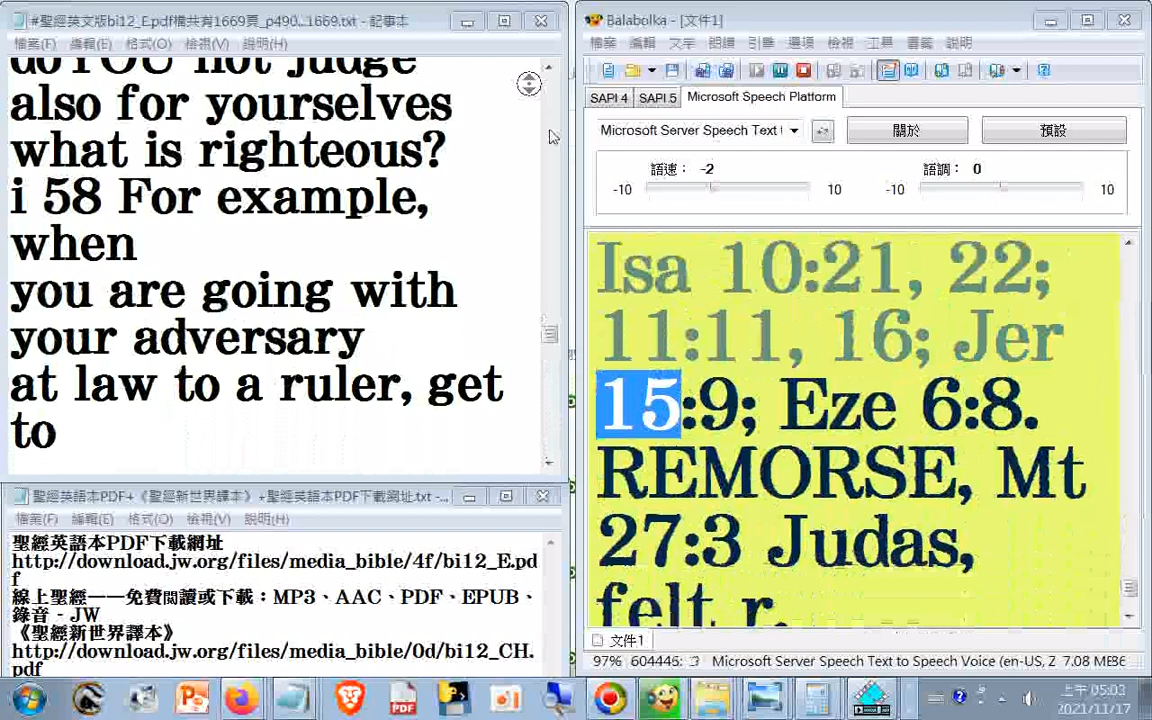 #聖經英文版bi12_E.pdf檔共有1669頁_p490...1669.txt - 記事本
檔案(F) 編輯(E) 格式(O) 檢視(V) 說明(H)
doYOU not judge
also for yourselves
what is righteous?
i 58 For example,
when
you are going with
your adversary
at law to a ruler, get
to
聖經英語本PDF+《聖經新世界譯本》+聖經英語本PDF下載網址.txt -...
檔案(F) 編輯(E) 格式(O) 檢視(V) 說明(H)
聖經英語本PDF下載網址
http://download.jw.org/files/media_bible/4f/bi12_E.pd
f
線上聖經——免費閱讀或下載：MP3、AAC、PDF、EPUB、
錄音 - JW
《聖經新世界譯本》
http://download.jw.org/files/media_bible/0d/bi12_CH.
pdf
Balabolka - [文件1]
檔案 編輯 文字 朗讀 引擎 選項 檢視 工具 書籤 說明
SAPI 4 SAPI 5 Microsoft Speech Platform
Microsoft Server Speech Text 關於 預設
語速： -2 語調： 0
-10 10 -10 10
Isa 10:21, 22;
11:11, 16; Jer
15:9; Eze 6:8.
REMORSE, Mt
27:3 Judas,
felt r.
文件1
97% 604445: Microsoft Server Speech Text to Speech Voice (en-US, Z 7.08 MB
上午 05:03
2021/11/17